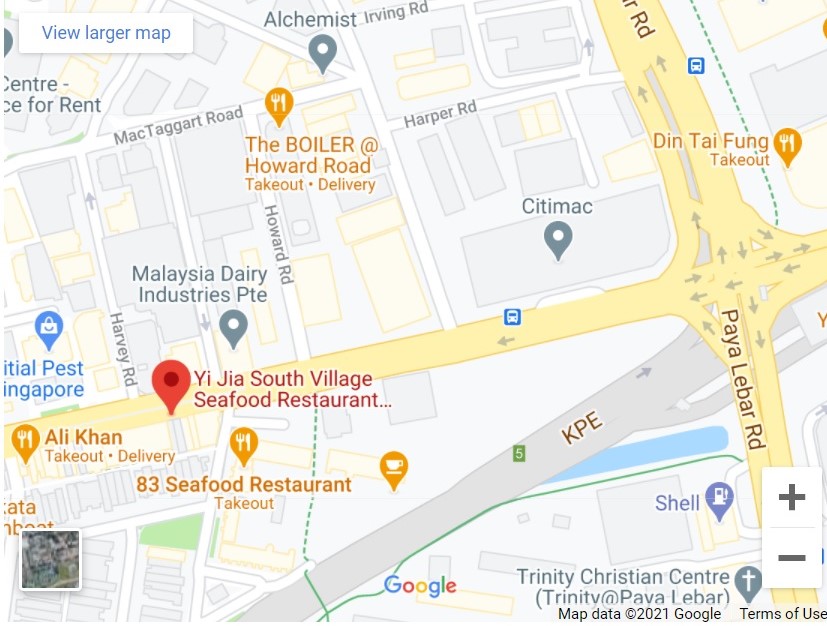 Alchemist
Irving Rd
View larger map
Centre -
ce for Rent
MacTaggart Road
Harper Rd
The BOILER @
Howard Road
Takeout • Delivery
Din Tai Fung
Takeout
Citimac
Howard Rd
Malaysia Dairy
Industries Pte
Harvey Rd
itial Pest
ingapore
Yi Jia South Village
Seafood Restaurant...
Paya Lebar Rd
Ali Khan
Takeout • Delivery
KPE
5
83 Seafood Restaurant
Takeout
Shell
Google
Trinity Christian Centre
(Trinity@Paya Lebar)
Map data ©2021 Google
Terms of Use